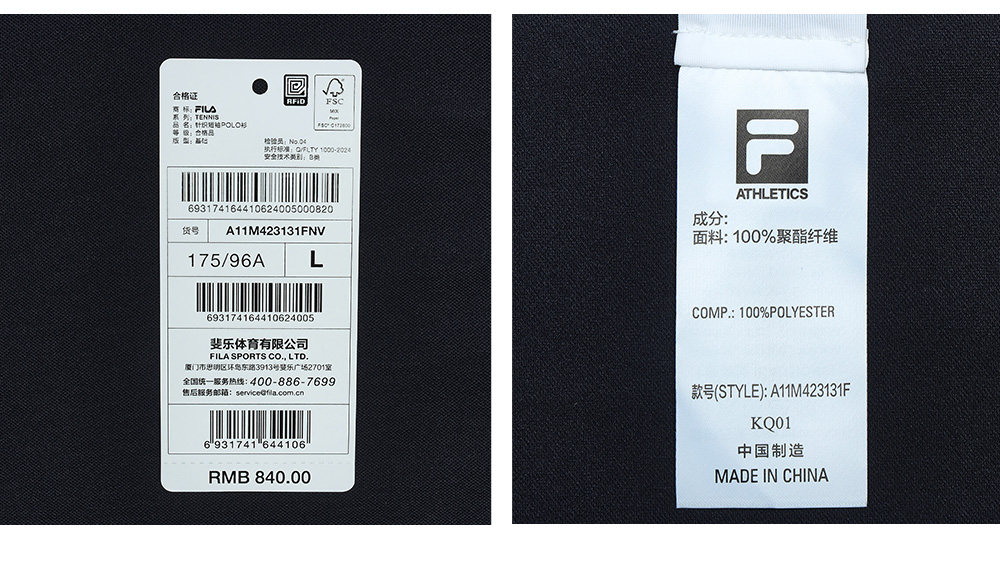 合格证
RFID
FSC
MIX
Paper
FSC® C172800
商 标: FILA
系 列: TENNIS
品 名: 针织短袖POLO衫
等 级: 合格品
版 型: 基础
检验员: No.04
执行标准: Q/FLTY 1000-2024
安全技术类别: B类
693174164410624005000820
货号 A11M423131FNV
175/96A L
693174164410624005
斐乐体育有限公司
FILA SPORTS CO., LTD.
厦门市思明区环岛东路3913号斐乐广场2701室
全国统一服务热线: 400-886-7699
售后服务邮箱: service@fila.com.cn
6 931741 644106
RMB 840.00
F
ATHLETICS
成分:
面料: 100%聚酯纤维
COMP.: 100%POLYESTER
款号(STYLE): A11M423131F
KQ01
中国制造
MADE IN CHINA